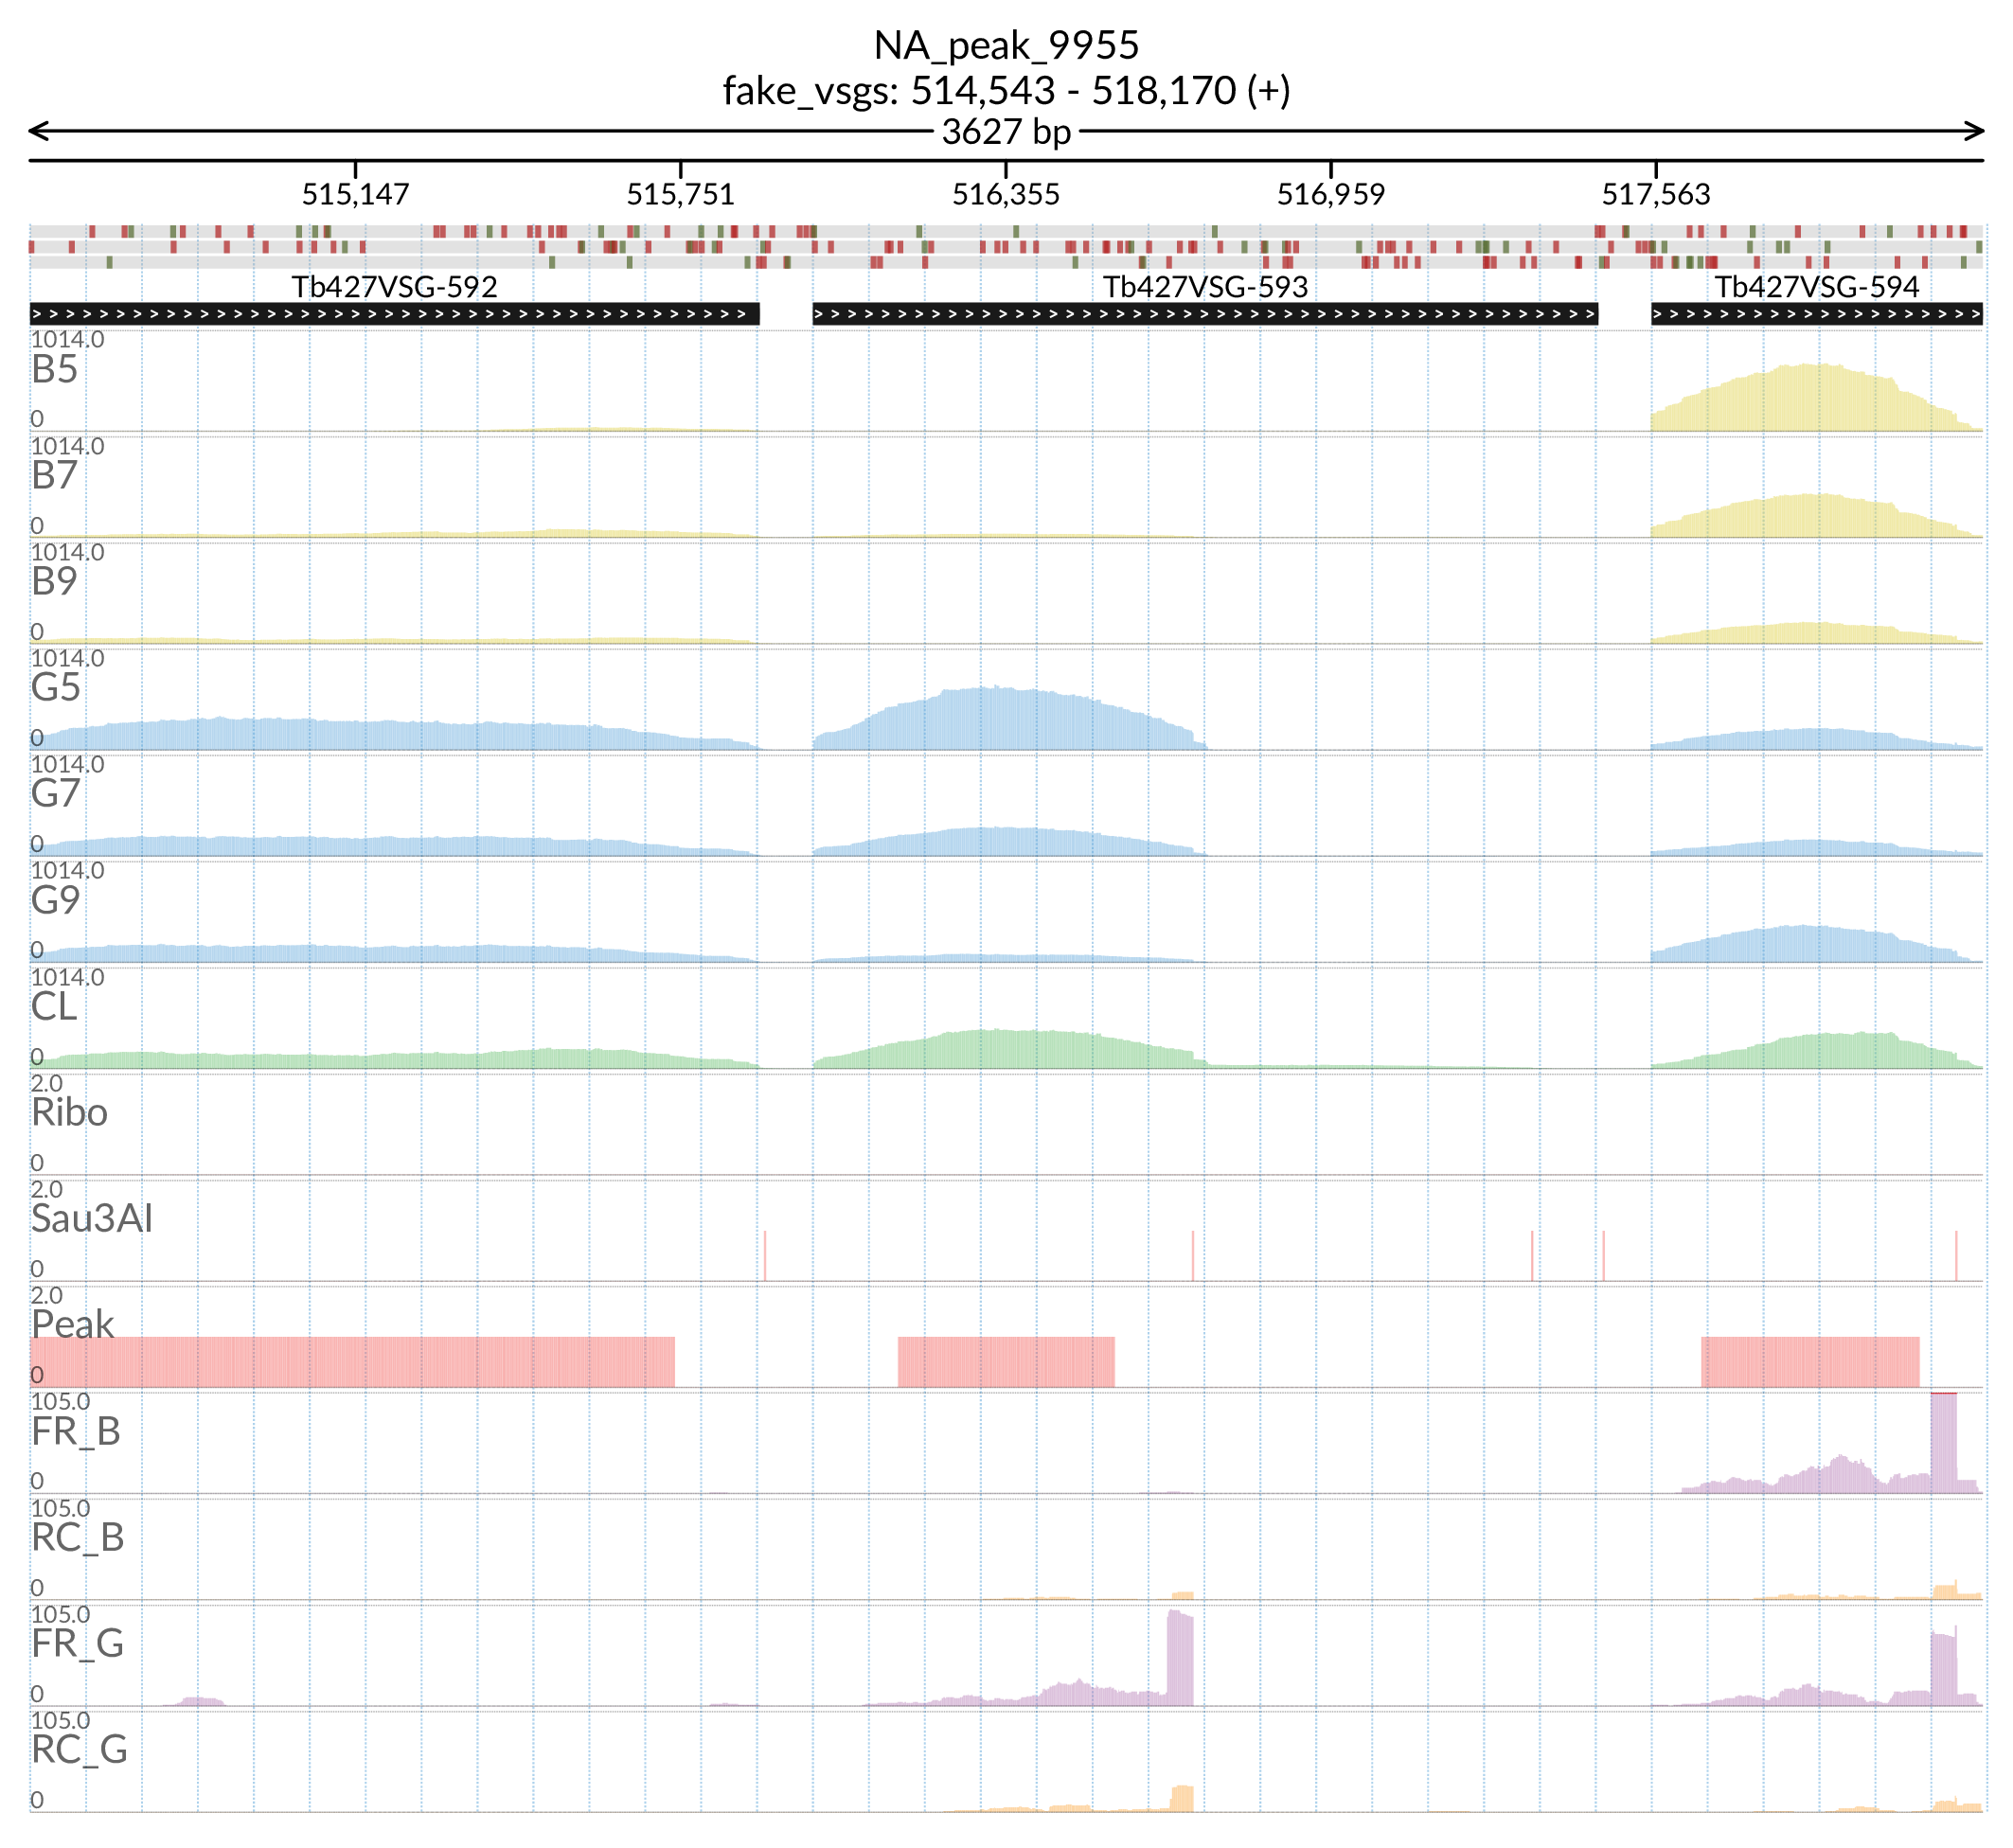 NA_peak_9955
fake_vsgs: 514,543 - 518,170 (+)
3627 bp
515,147 515,751 516,355 516,959 517,563
Tb427VSG-592 Tb427VSG-593 Tb427VSG-594
1014.0
B5
0
1014.0
B7
0
1014.0
B9
0
1014.0
G5
0
1014.0
G7
0
1014.0
G9
0
1014.0
CL
0
2.0
Ribo
0
2.0
Sau3AI
0
2.0
Peak
0
105.0
FR_B
0
105.0
RC_B
0
105.0
FR_G
0
105.0
RC_G
0